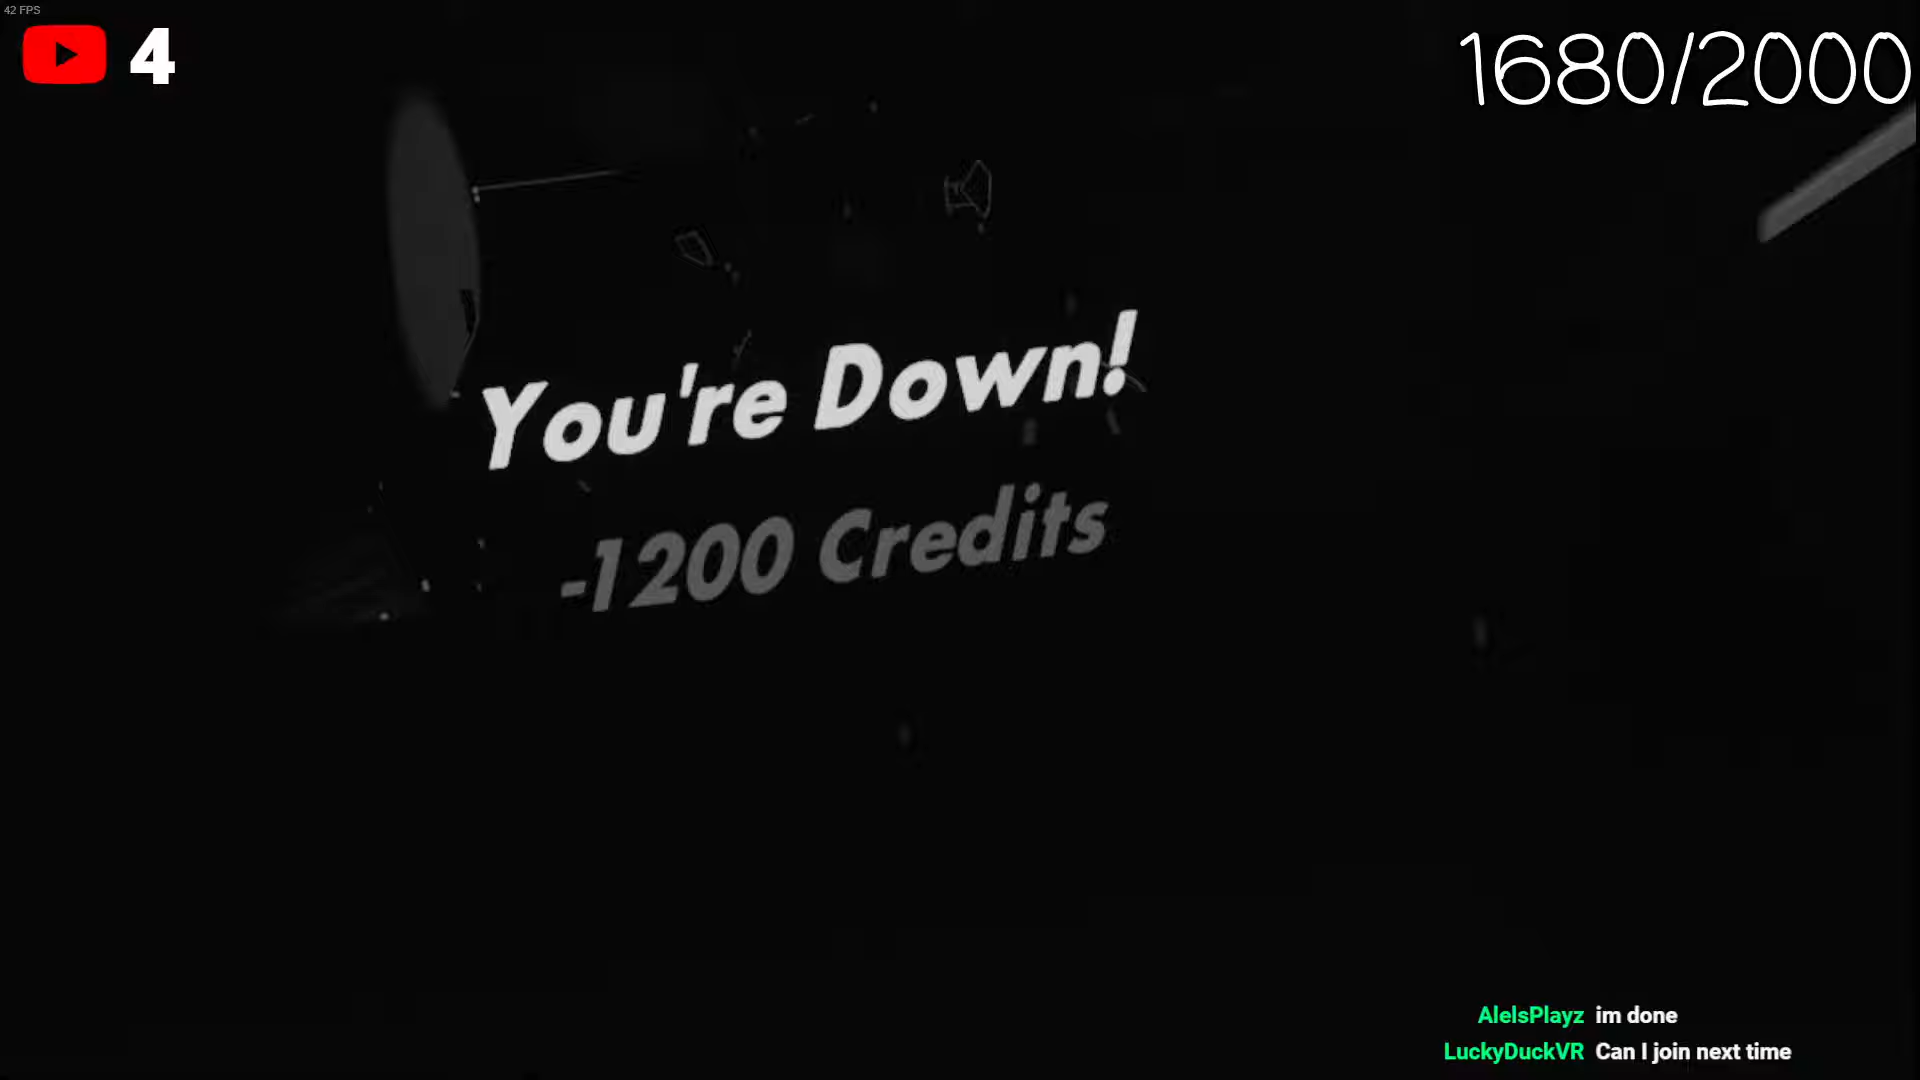 42 FPS
4
1680/2000
You're Down!
-1200 Credits
AlelsPlayz im done
LuckyDuckVR Can I join next time